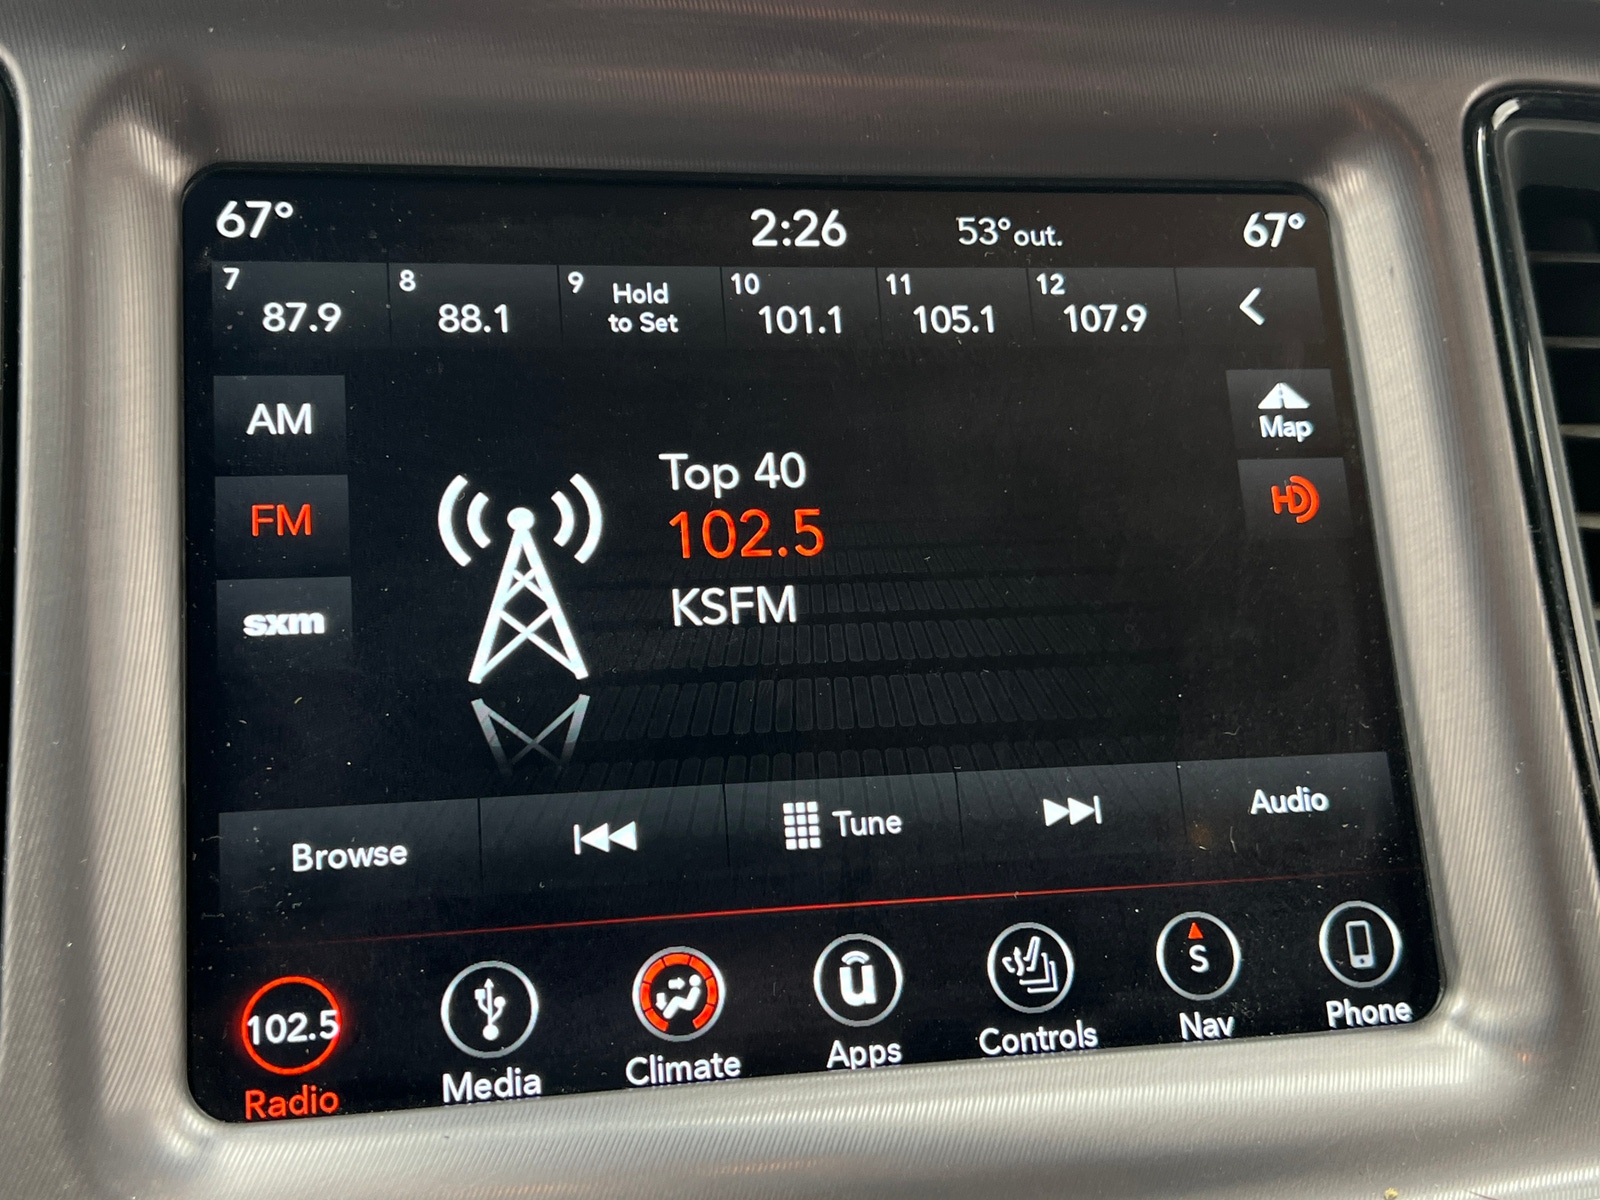 67° 2:26 53° out. 67°
7 87.9 8 88.1 9 Hold to Set 10 101.1 11 105.1 12 107.9
AM
Map
FM
HD
sxm
Top 40
102.5
KSFM
Browse Tune Audio
102.5 u S
Radio Media Climate Apps Controls Nav Phone